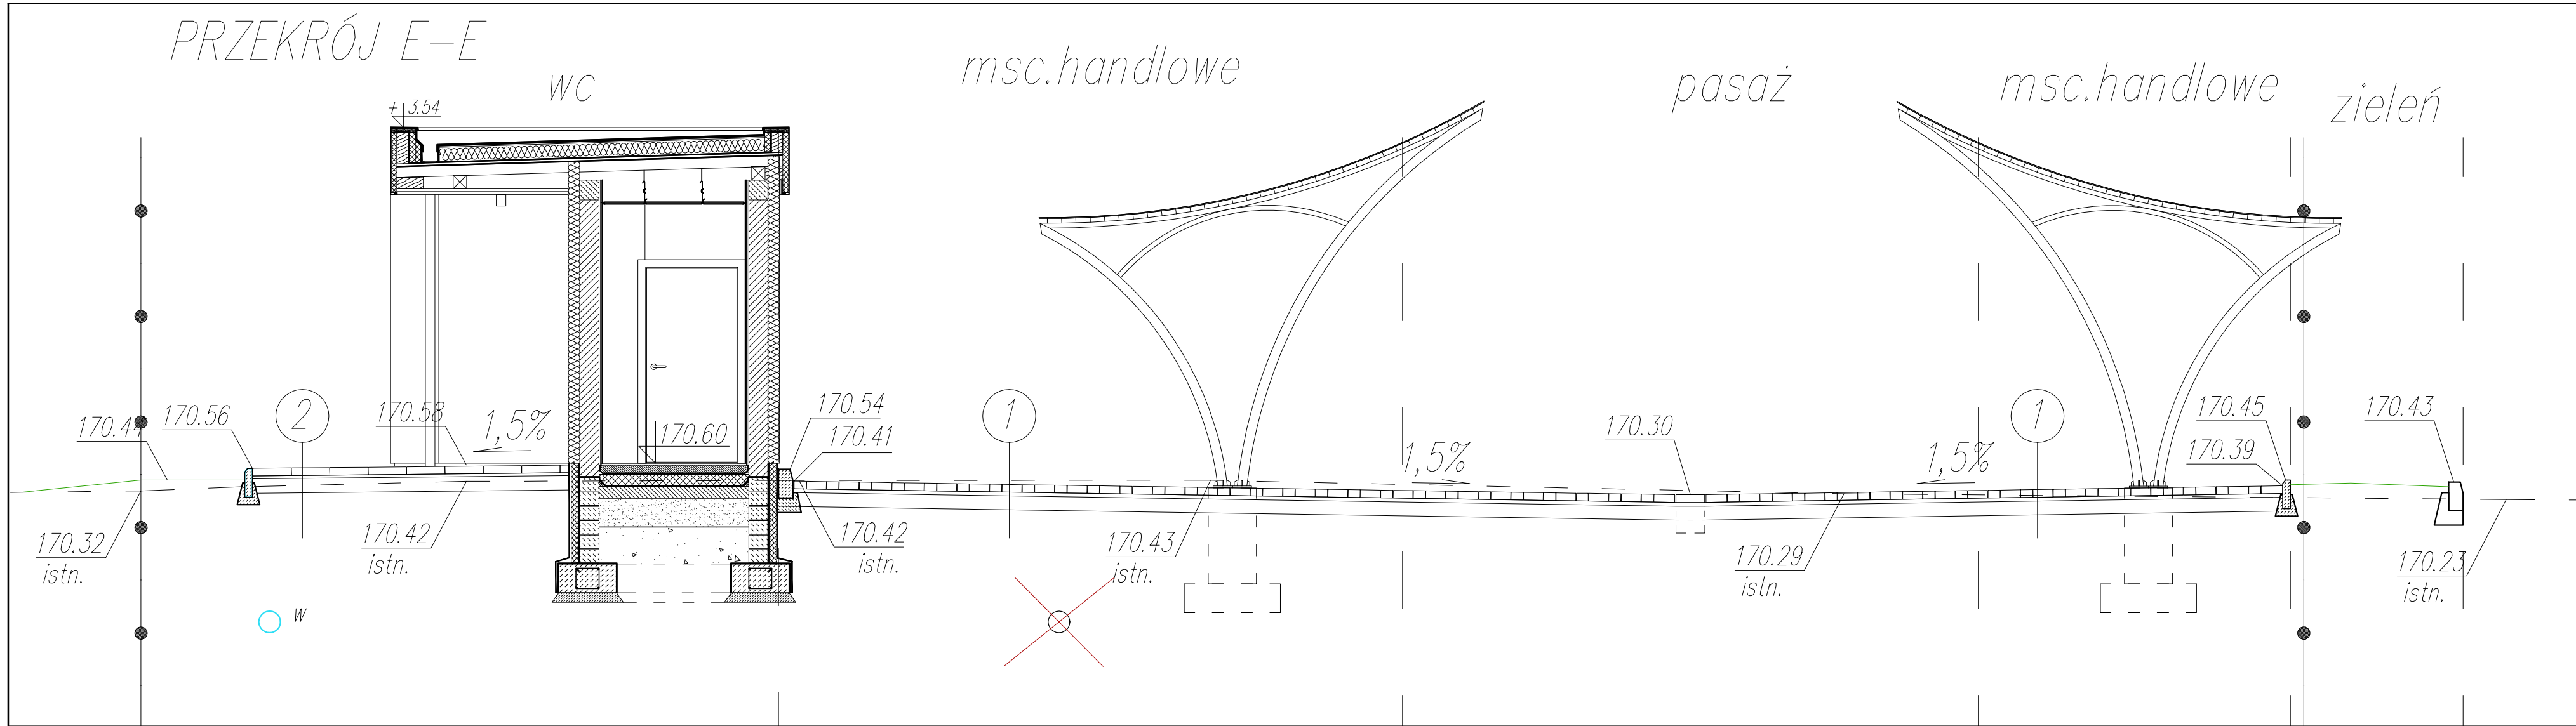 PRZEKRÓJ E-E
WC
msc.handlowe
pasaż
msc.handlowe
zieleń
+ 3.54
170.44
170.56
2
170.58
1,5%
170.60
170.54
170.41
1
1,5%
170.30
1,5%
1
170.45
170.39
170.43
170.32
istn.
170.42
istn.
170.42
istn.
170.43
istn.
170.29
istn.
170.23
istn.
W